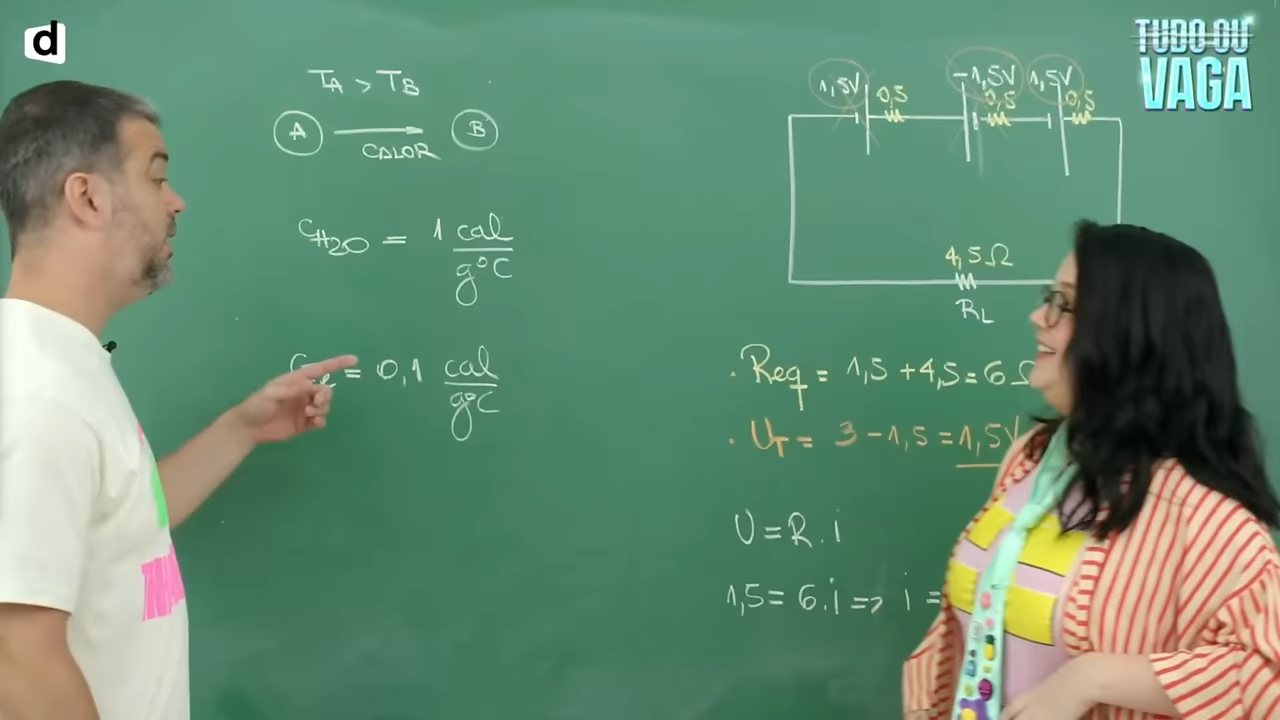 d
TUDO OU
VAGA
TA > TB
A
B
CALOR
CH2O = 1 cal
g°C
= 0,1 cal
g°C
1,5V
0,5
-1,5V
0,5
1,5V
0,5
4,5Ω
RL
. Req = 1,5 + 4,5 = 6Ω
. UT = 3 - 1,5 = 1,5V
U = R . i
1,5 = 6 . i => i =